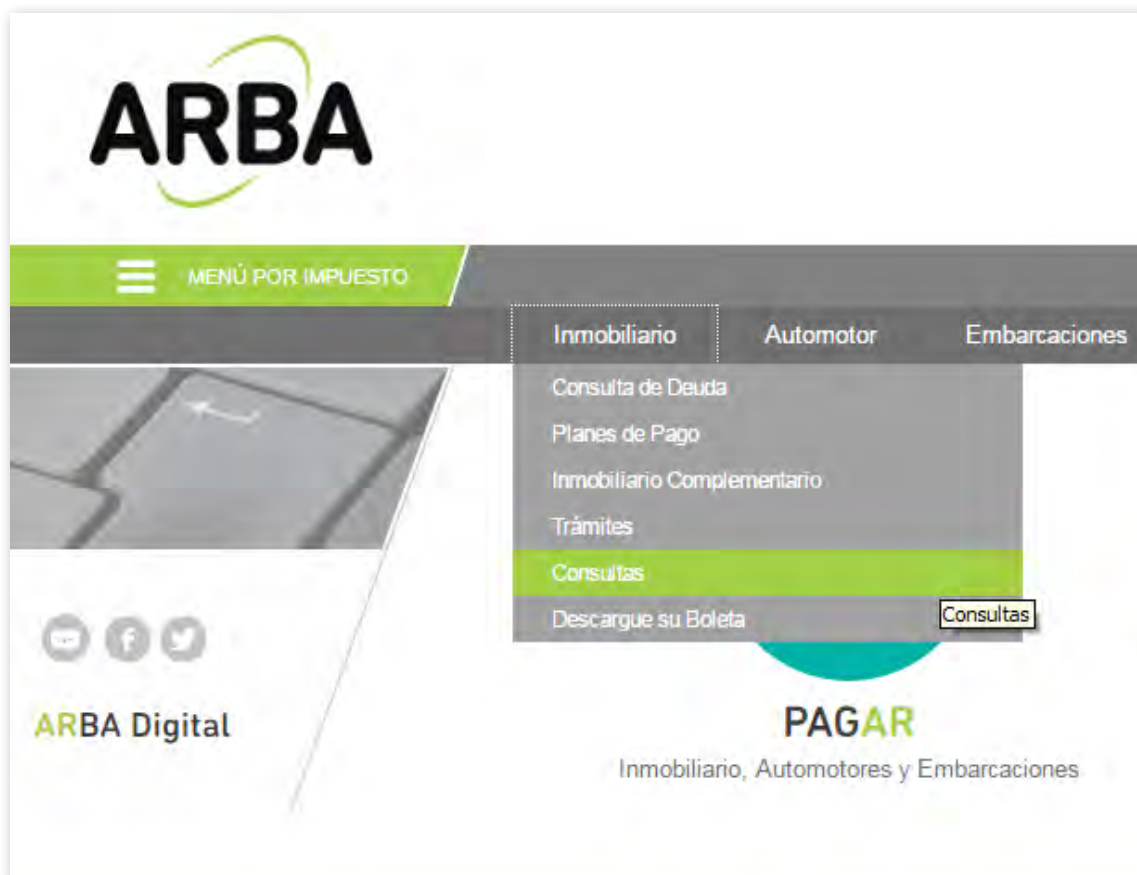 ARBA
MENÚ POR IMPUESTO
Inmobiliario Automotor Embarcaciones
Consulta de Deuda
Planes de Pago
Inmobiliario Complementario
Trámites
Consultas
Descargue su Boleta
Consultas
ARBA Digital
PAGAR
Inmobiliario, Automotores y Embarcaciones